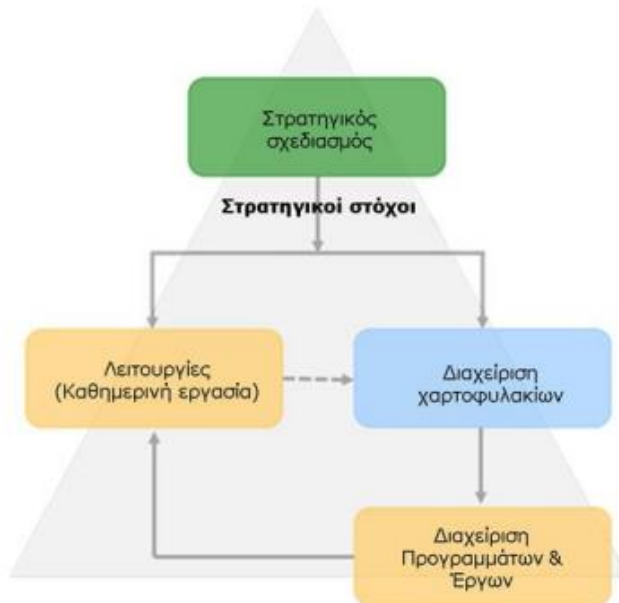 Στρατηγικός
σχεδιασμός
Στρατηγικοί στόχοι
Λειτουργίες
(Καθημερινή εργασία)
Διαχείριση
χαρτοφυλακίων
Διαχείριση
Προγραμμάτων &
Έργων